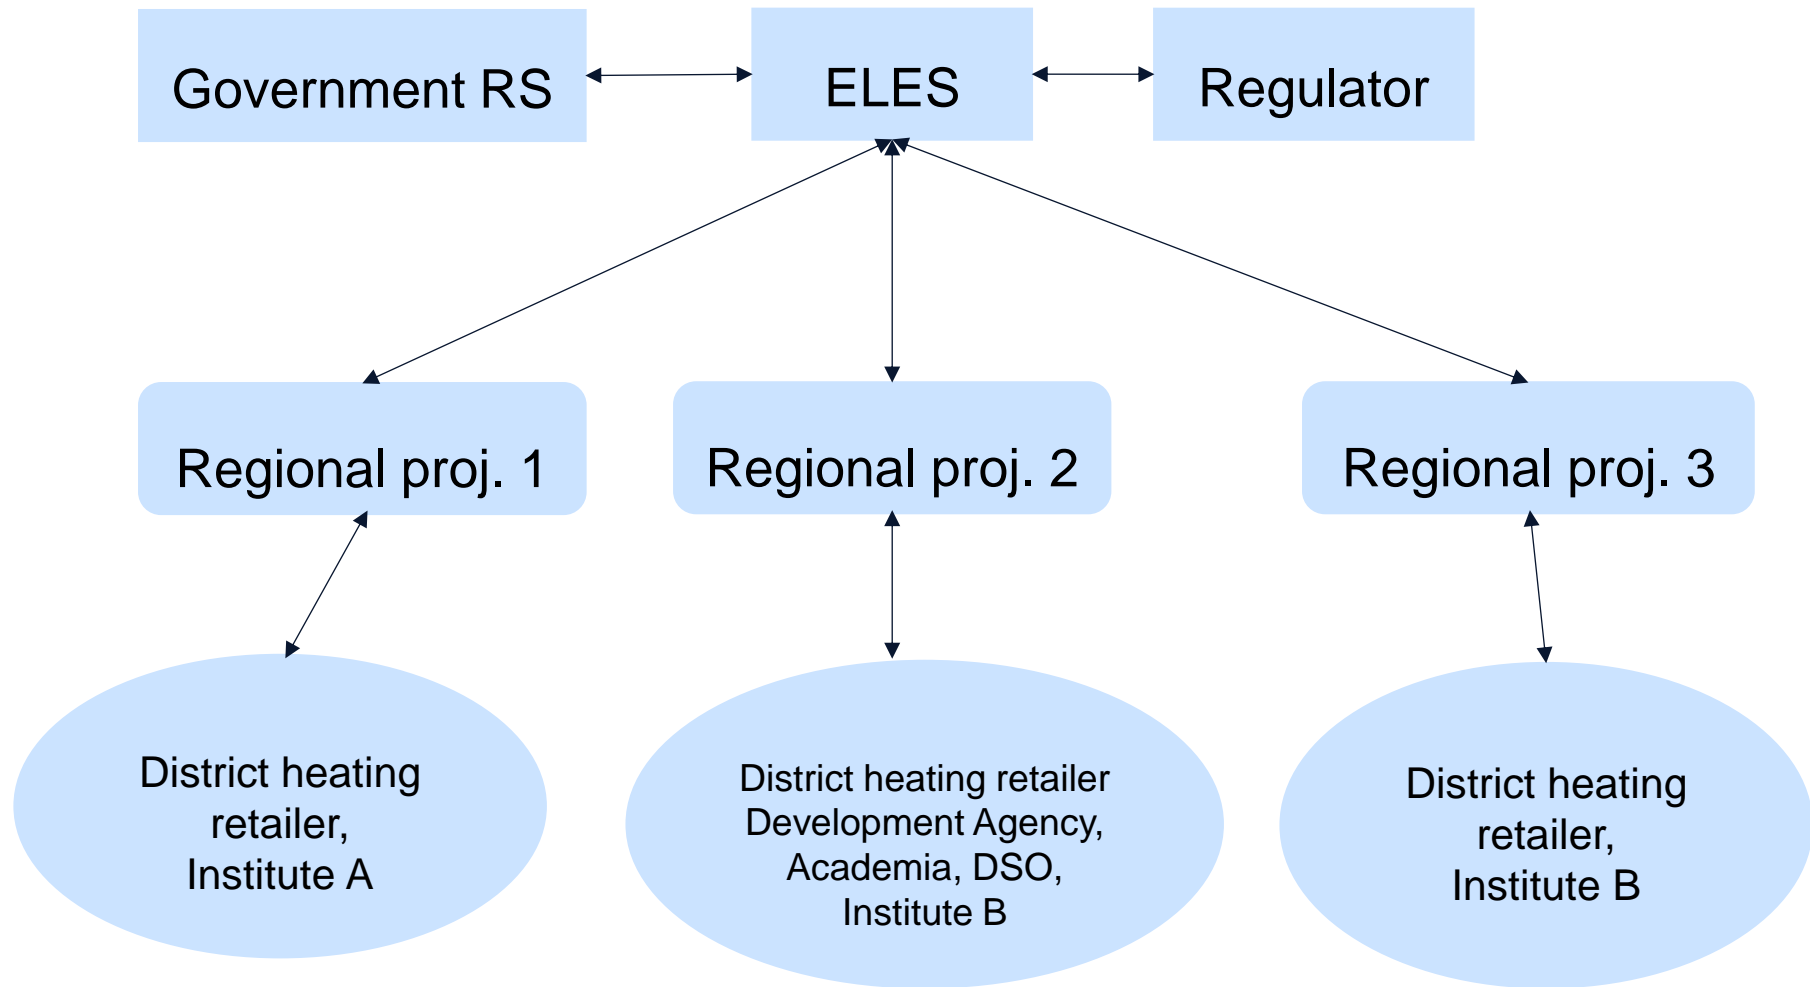 Government RS
ELES
Regulator
Regional proj. 1
Regional proj. 2
Regional proj. 3
District heating
retailer,
Institute A
District heating retailer
Development Agency,
Academia, DSO,
Institute B
District heating
retailer,
Institute B